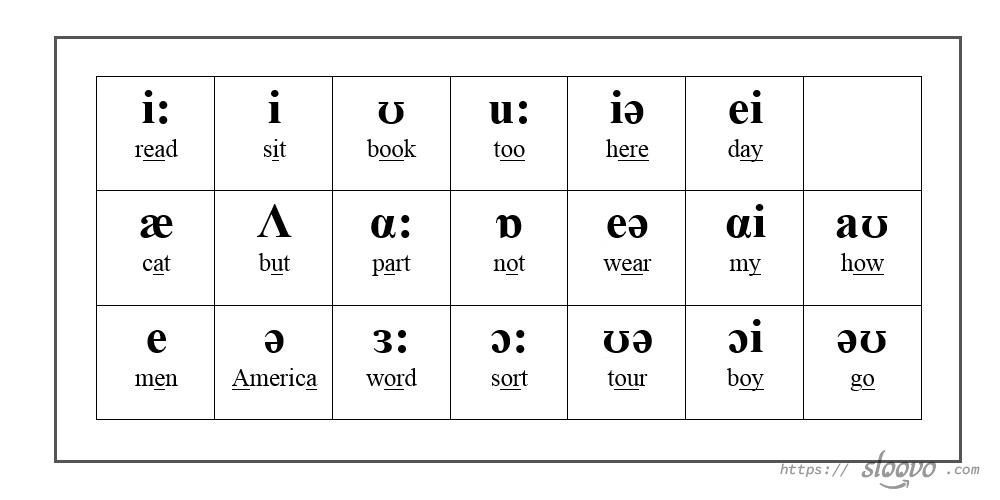 i: i ʊ u: iə ei
read sit book too here day
æ Λ ɑ: ɒ eə ɑi aʊ
cat but part not wear my how
e ə ɜ: ɔ: ʊə ɔi əʊ
men America word sort tour boy go
https:// sloovo .com